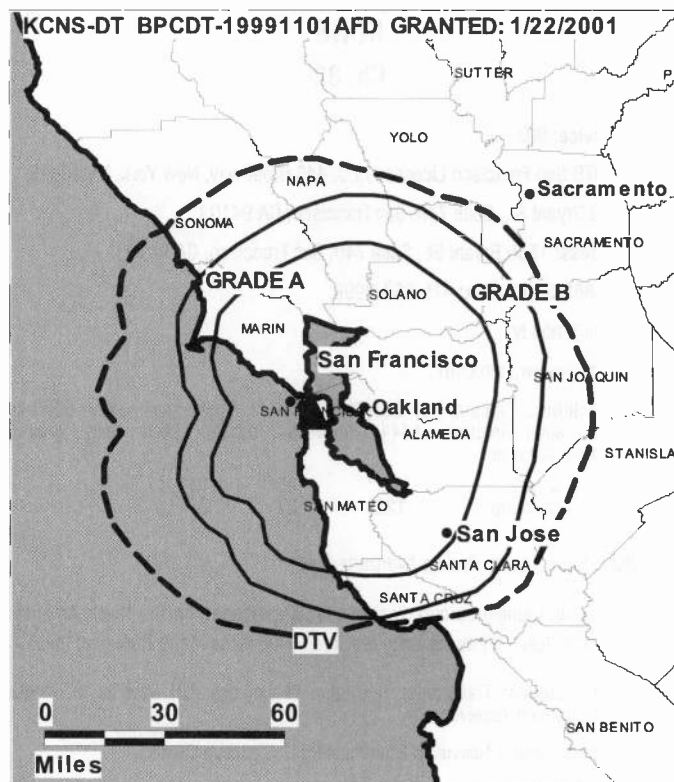 KCNS-DT BPCDT-19991101AFD GRANTED: 1/22/2001
SUTTER
P
YOLO
NAPA
Sacramento
SONOMA
SACRAMENTO
GRADE A
SOLANO
GRADE B
MARIN
San Francisco
SAN JOAQUIN
Oakland
ALAMEDA
STANISLA
SAN MATEO
San Jose
SANTA CLARA
SANTA CRUZ
DTV
0 30 60
Miles
SAN BENITO